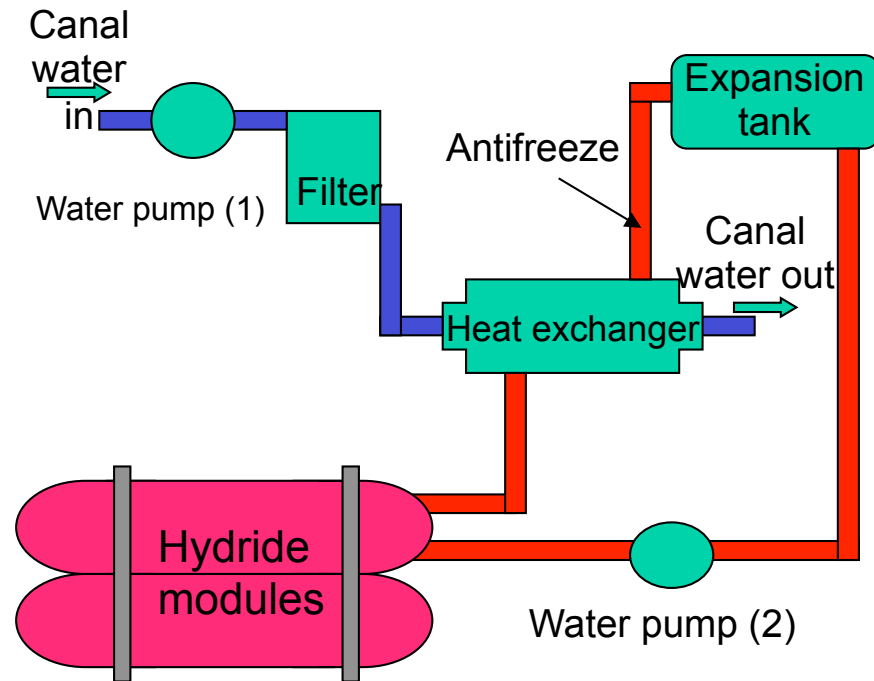 Canal
water
in
Water pump (1)
Filter
Antifreeze
Expansion
tank
Canal
water out
Heat exchanger
Hydride
modules
Water pump (2)